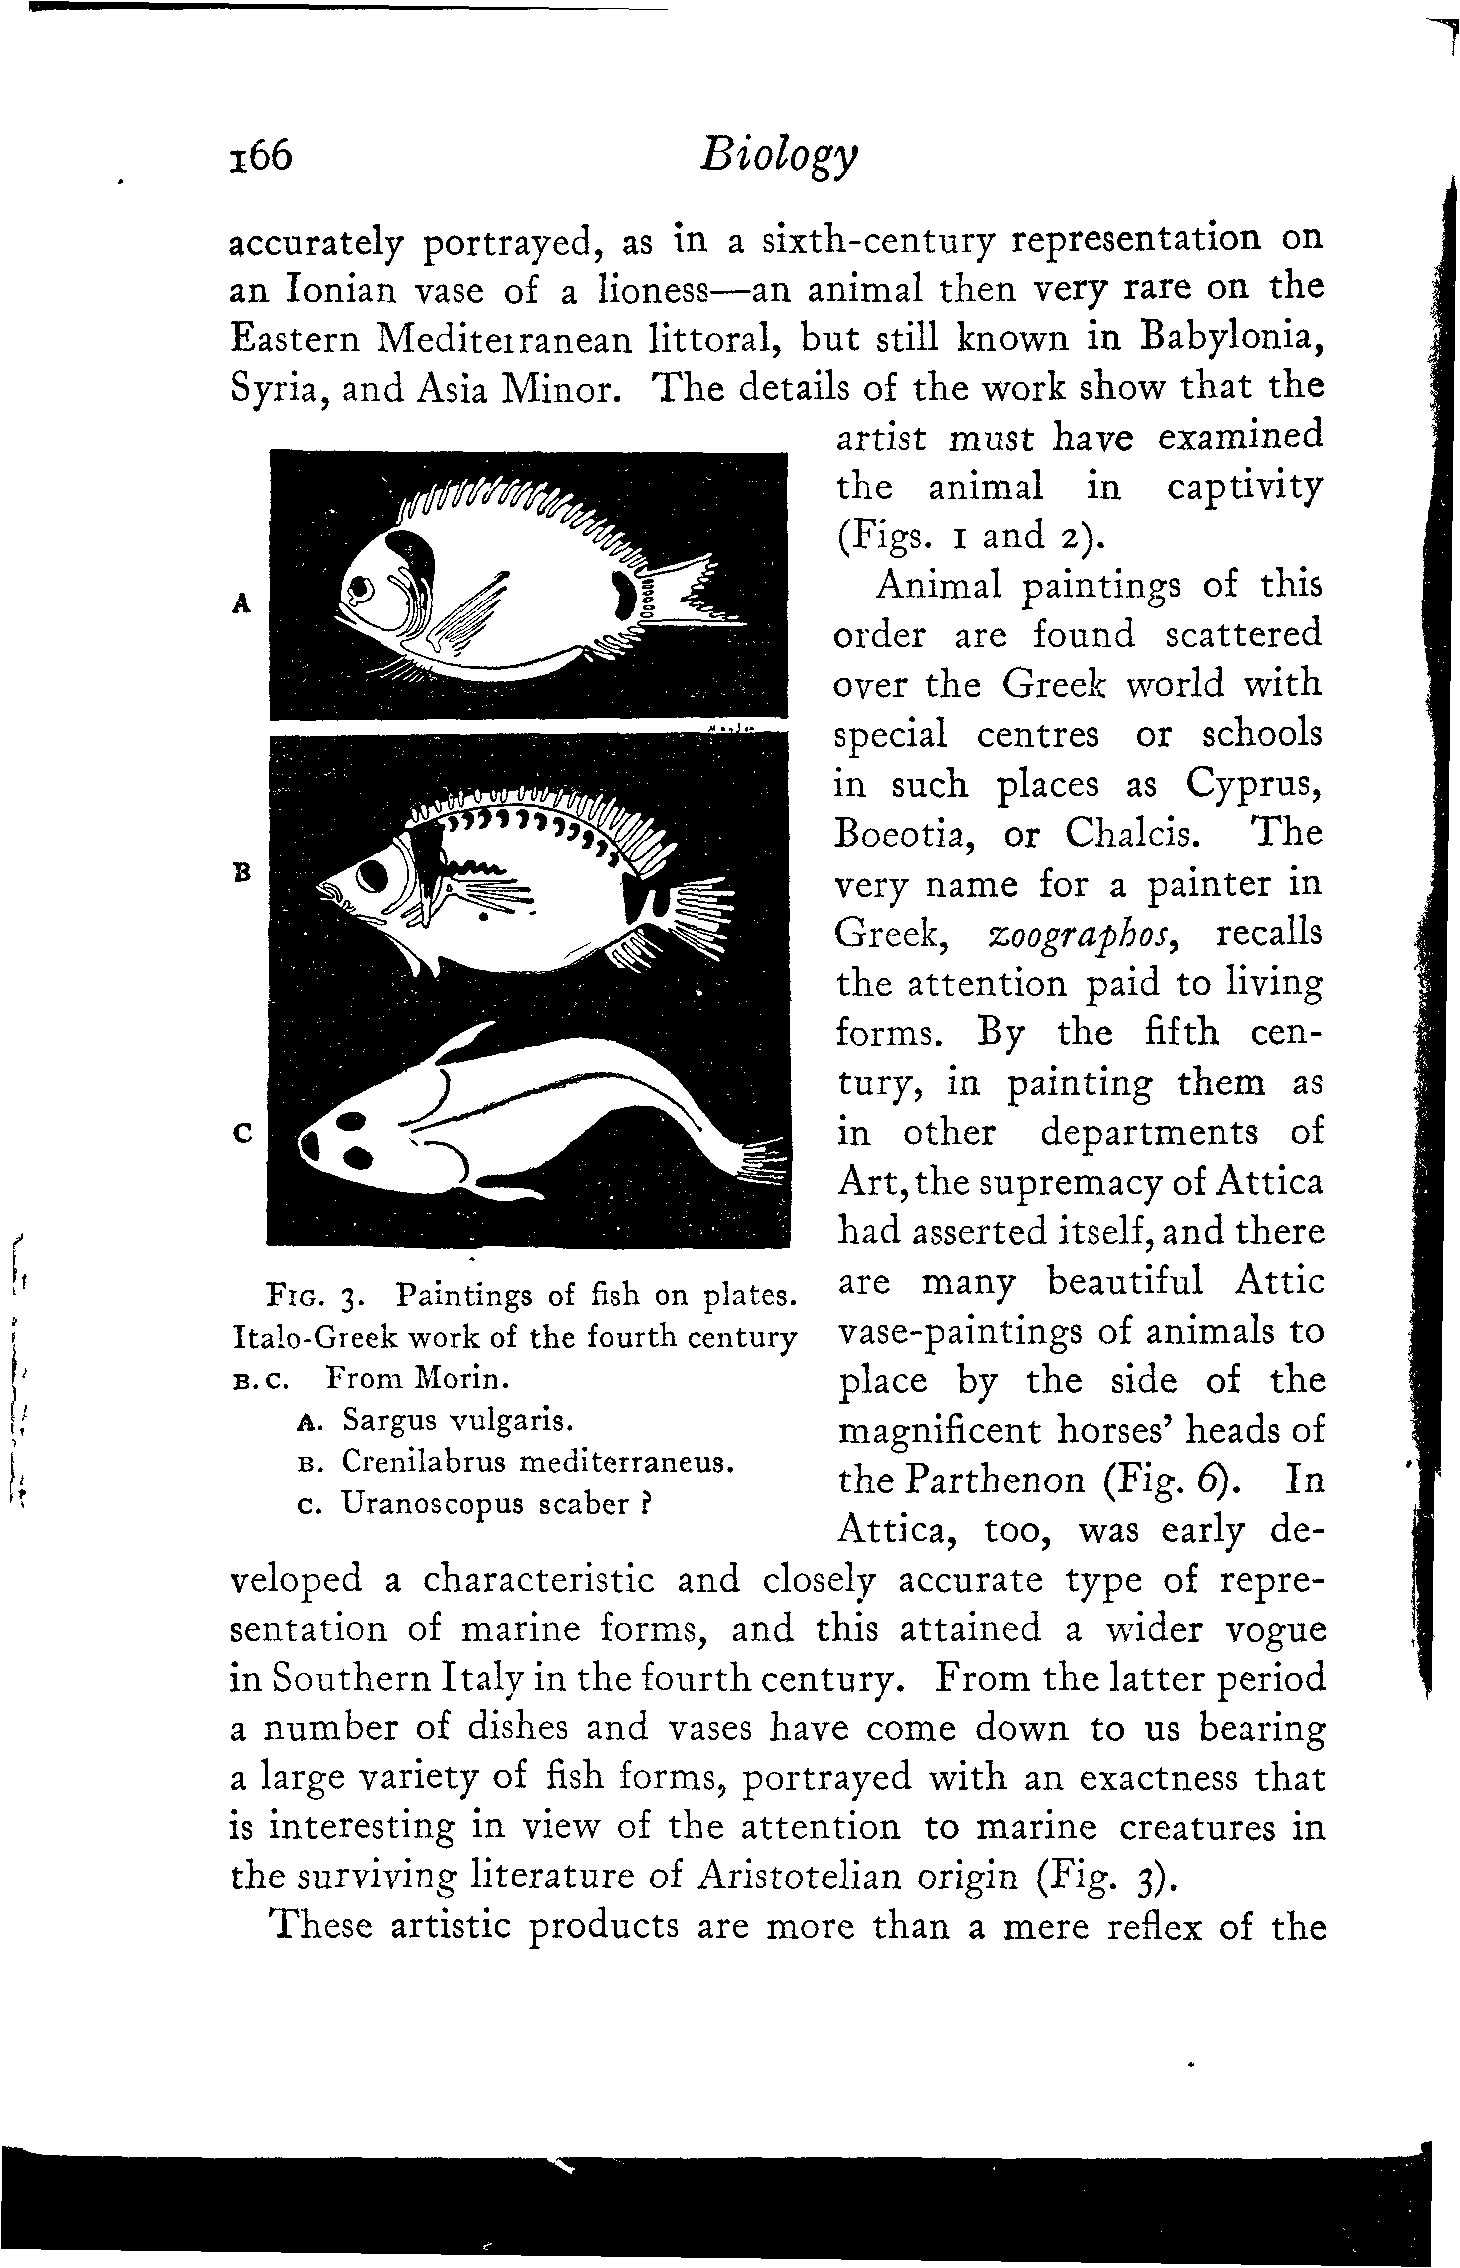 166 Biology
accurately portrayed, as in a sixth-century representation on
an Ionian vase of a lioness—an animal then very rare on the
Eastern Mediterranean littoral, but still known in Babylonia,
Syria, and Asia Minor. The details of the work show that the
artist must have examined
the animal in captivity
(Figs. 1 and 2).
Animal paintings of this
order are found scattered
over the Greek world with
special centres or schools
in such places as Cyprus,
Boeotia, or Chalcis. The
very name for a painter in
Greek, zoographos, recalls
the attention paid to living
forms. By the fifth cen-
tury, in painting them as
in other departments of
Art, the supremacy of Attica
had asserted itself, and there
are many beautiful Attic
vase-paintings of animals to
place by the side of the
magnificent horses' heads of
the Parthenon (Fig. 6). In
Attica, too, was early de-
A
B
C
FIG. 3. Paintings of fish on plates.
Italo-Greek work of the fourth century
B.C. From Morin.
A. Sargus vulgaris.
B. Crenilabrus mediterraneus.
C. Uranoscopus scaber ?
veloped a characteristic and closely accurate type of repre-
sentation of marine forms, and this attained a wider vogue
in Southern Italy in the fourth century. From the latter period
a number of dishes and vases have come down to us bearing
a large variety of fish forms, portrayed with an exactness that
is interesting in view of the attention to marine creatures in
the surviving literature of Aristotelian origin (Fig. 3).
These artistic products are more than a mere reflex of the